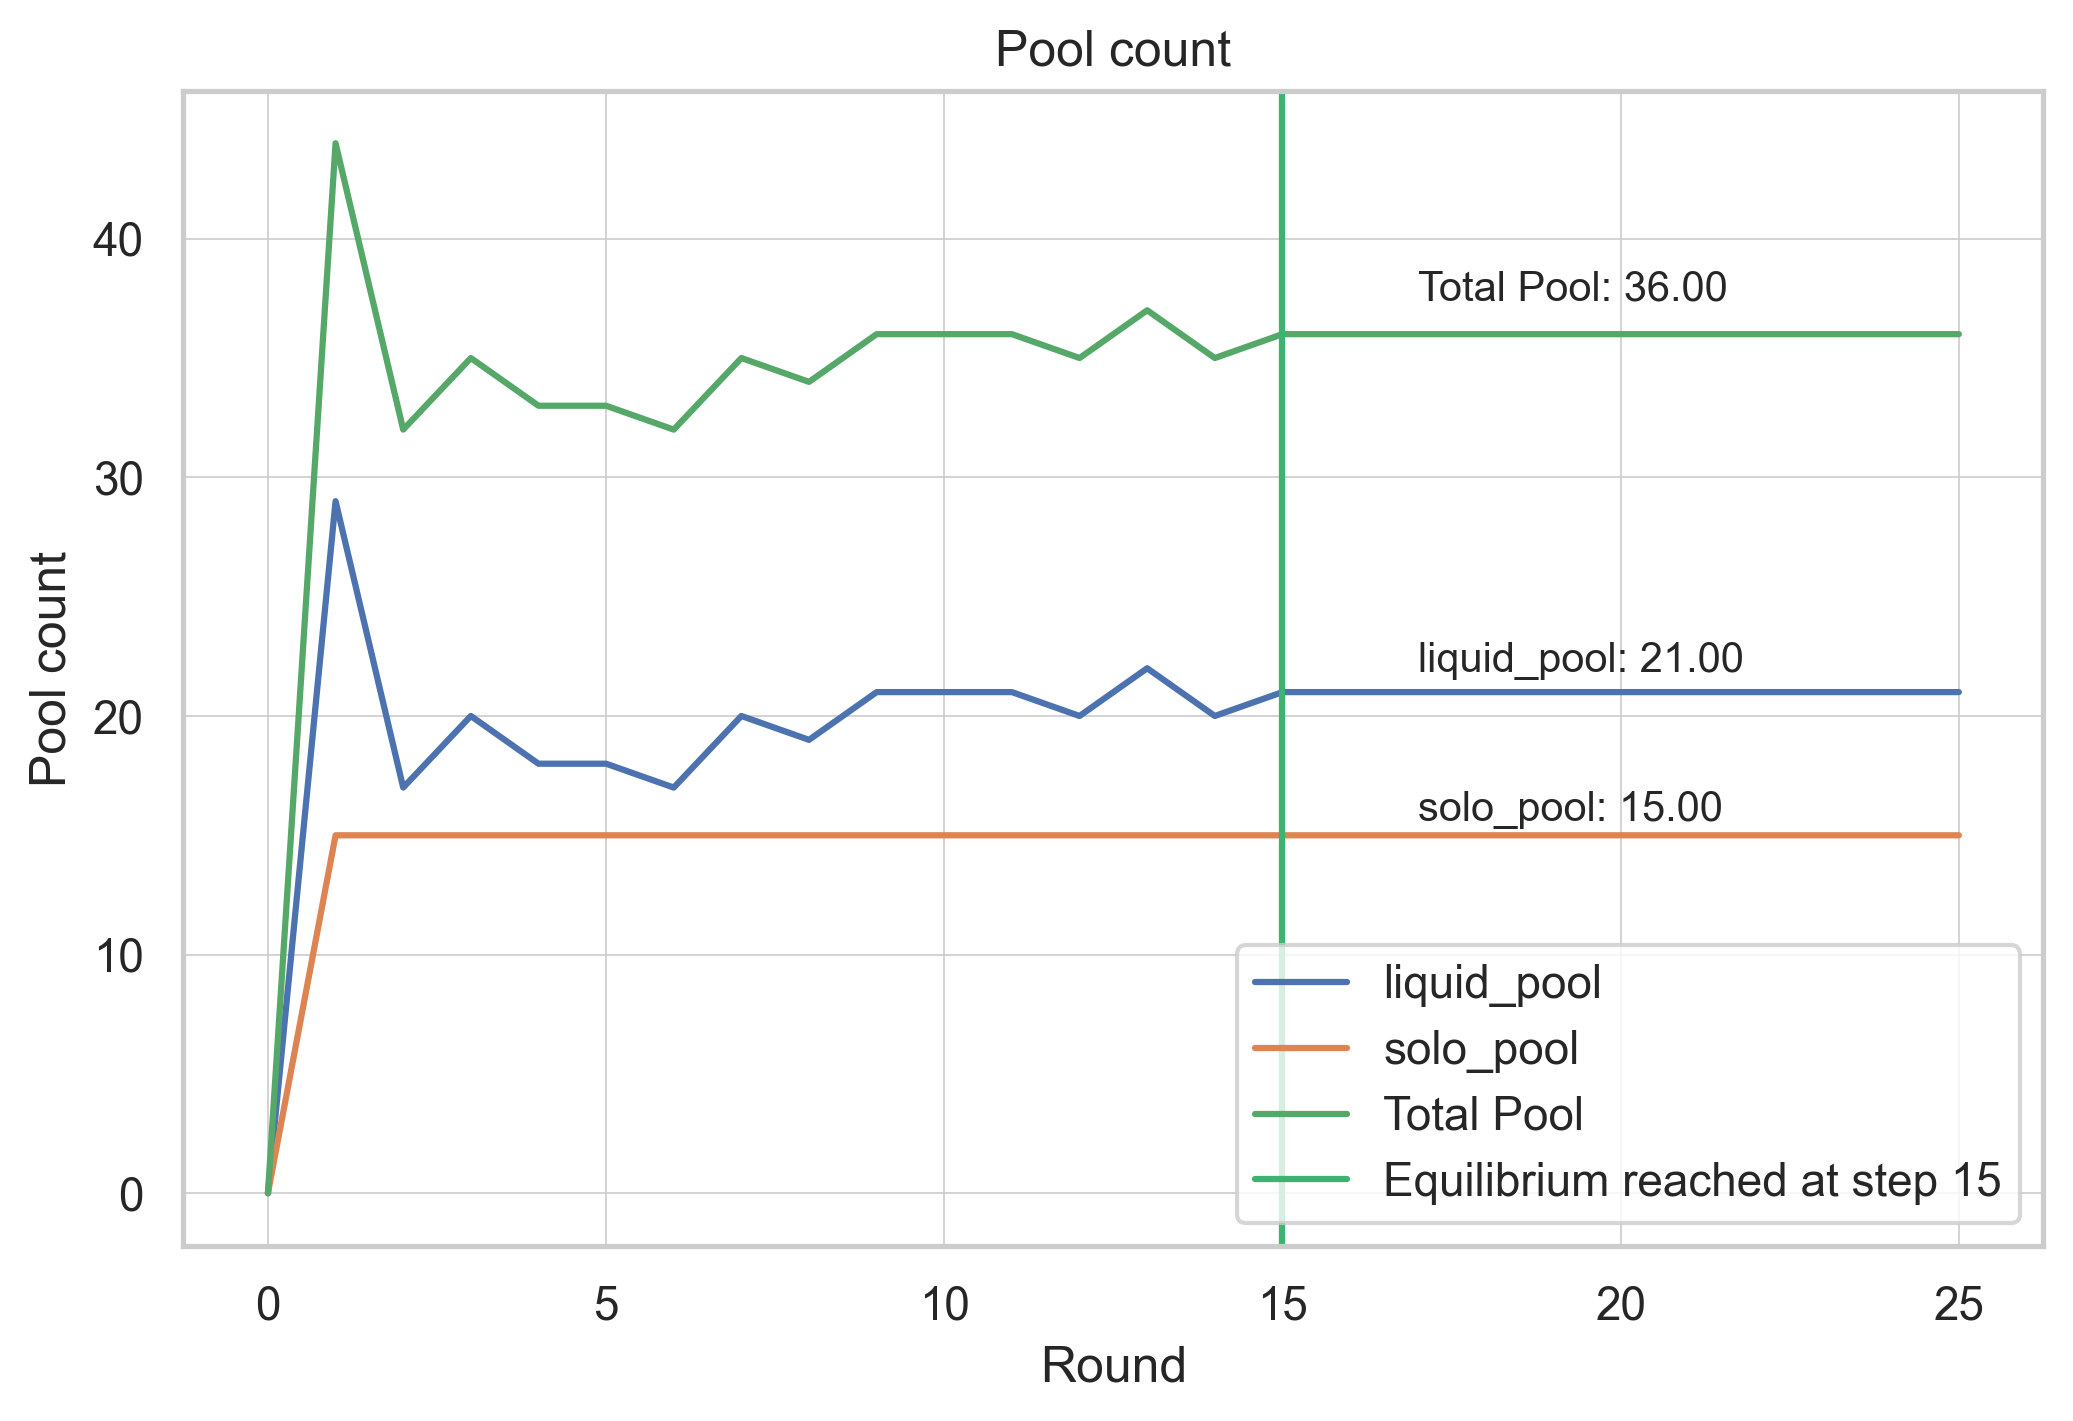 Pool count
Pool count
40
30
20
10
0
Total Pool: 36.00
liquid_pool: 21.00
solo_pool: 15.00
liquid_pool
solo_pool
Total Pool
Equilibrium reached at step 15
0 5 10 15 20 25
Round